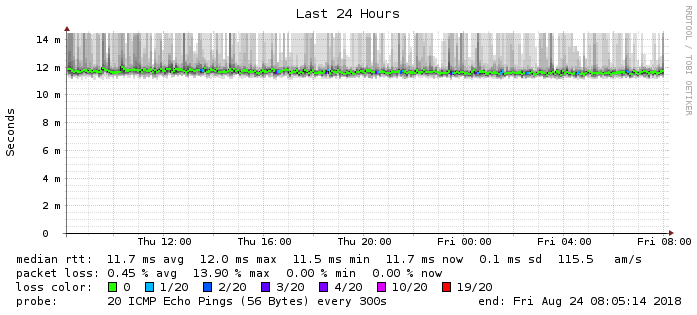 Last 24 Hours
RRDTOOL / TOBI OETIKER
Seconds
14 m
12 m
10 m
8 m
6 m
4 m
2 m
0
Thu 12:00 Thu 16:00 Thu 20:00 Fri 00:00 Fri 04:00 Fri 08:00
median rtt: 11.7 ms avg 12.0 ms max 11.5 ms min 11.7 ms now 0.1 ms sd 115.5 am/s
packet loss: 0.45 % avg 13.90 % max 0.00 % min 0.00 % now
loss color: 0 1/20 2/20 3/20 4/20 10/20 19/20
probe: 20 ICMP Echo Pings (56 Bytes) every 300s end: Fri Aug 24 08:05:14 2018